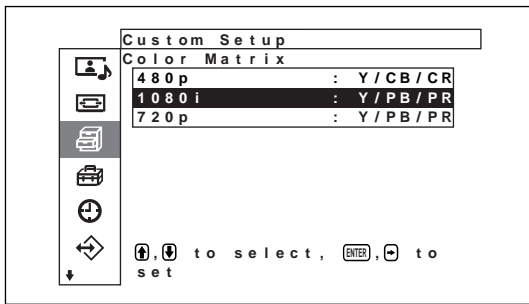 Custom Setup
Color Matrix
480p : Y/CB/CR
1080i : Y/PB/PR
720p : Y/PB/PR
, to select, ENTER, to
set